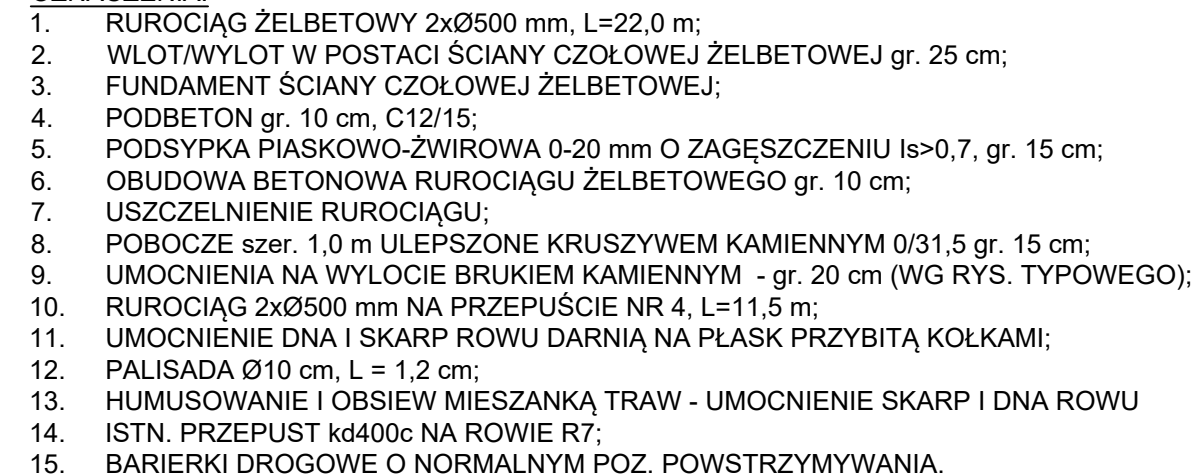 1. RUROCIĄG ŻELBETOWY 2xØ500 mm, L=22,0 m;
2. WLOT/WYLOT W POSTACI ŚCIANY CZOŁOWEJ ŻELBETOWEJ gr. 25 cm;
3. FUNDAMENT ŚCIANY CZOŁOWEJ ŻELBETOWEJ;
4. PODBETON gr. 10 cm, C12/15;
5. PODSYPKA PIASKOWO-ŻWIROWA 0-20 mm O ZAGĘSZCZENIU Is>0,7, gr. 15 cm;
6. OBUDOWA BETONOWA RUROCIĄGU ŻELBETOWEGO gr. 10 cm;
7. USZCZELNIENIE RUROCIĄGU;
8. POBOCZE szer. 1,0 m ULEPSZONE KRUSZYWEM KAMIENNYM 0/31,5 gr. 15 cm;
9. UMOCNIENIA NA WYLOCIE BRUKIEM KAMIENNYM - gr. 20 cm (WG RYS. TYPOWEGO);
10. RUROCIĄG 2xØ500 mm NA PRZEPUŚCIE NR 4, L=11,5 m;
11. UMOCNIENIE DNA I SKARP ROWU DARNIĄ NA PŁASK PRZYBITĄ KOŁKAMI;
12. PALISADA Ø10 cm, L = 1,2 cm;
13. HUMUSOWANIE I OBSIEW MIESZANKĄ TRAW - UMOCNIENIE SKARP I DNA ROWU
14. ISTN. PRZEPUST kd400c NA ROWIE R7;
15. BARIERKI DROGOWE O NORMALNYM POZ. POWSTRZYMYWANIA.